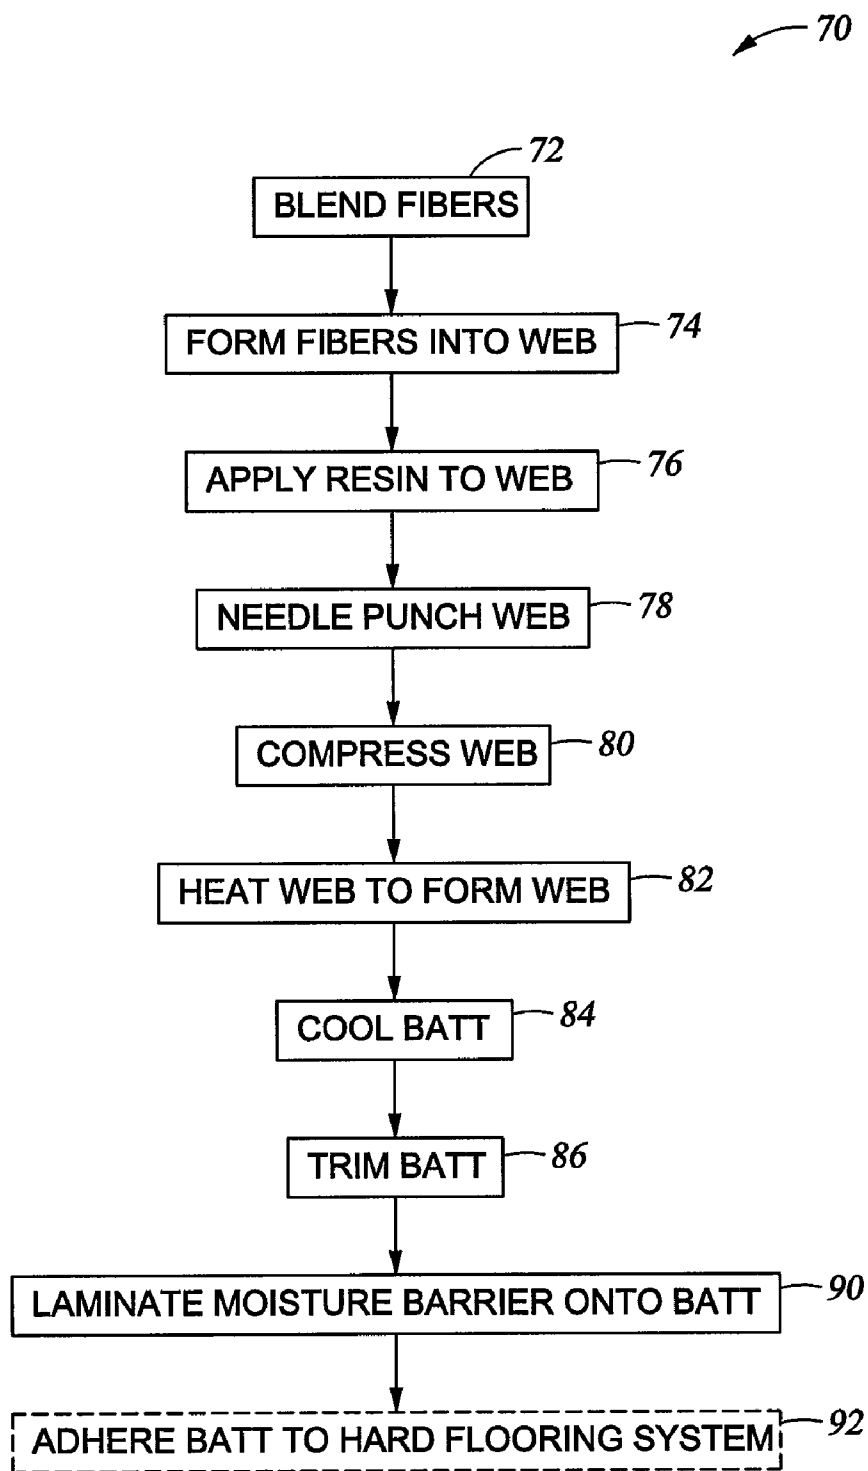 70
72
BLEND FIBERS
74
FORM FIBERS INTO WEB
76
APPLY RESIN TO WEB
78
NEEDLE PUNCH WEB
80
COMPRESS WEB
82
HEAT WEB TO FORM WEB
84
COOL BATT
86
TRIM BATT
90
LAMINATE MOISTURE BARRIER ONTO BATT
92
ADHERE BATT TO HARD FLOORING SYSTEM